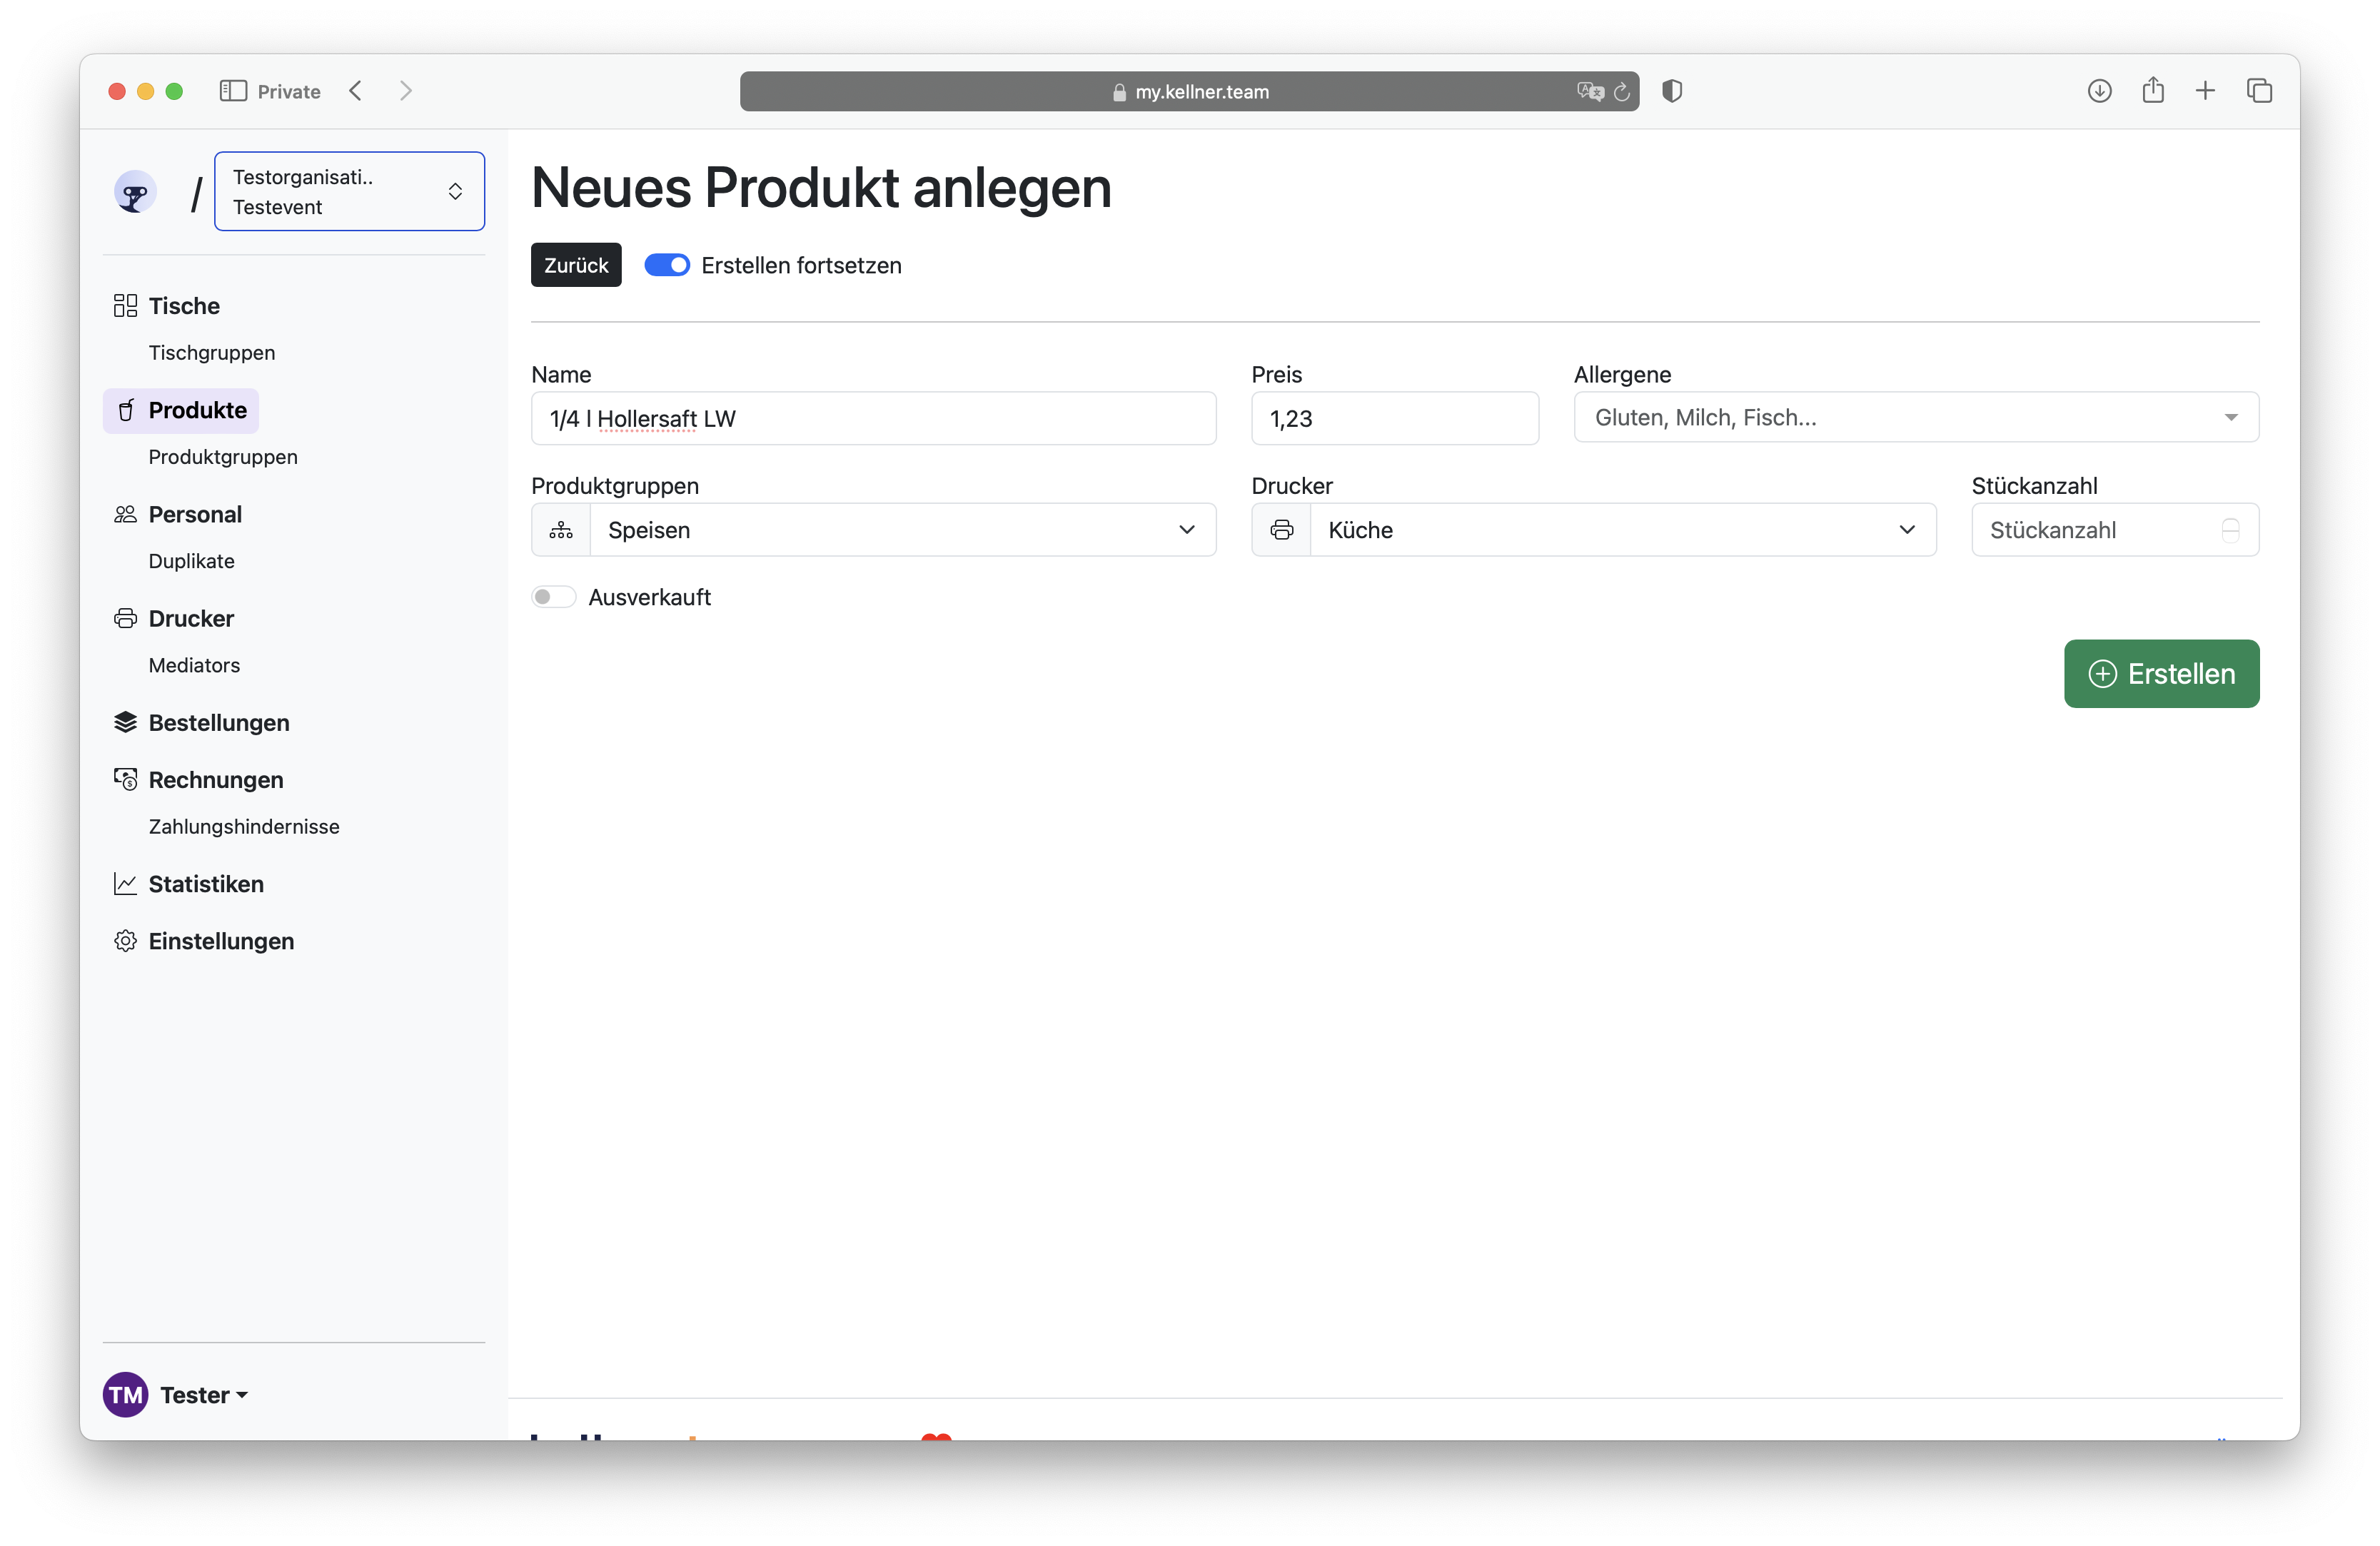 Private
my.kellner.team
/
Testorganisati..
Testevent
Tische
Tischgruppen
Produkte
Produktgruppen
Personal
Duplikate
Drucker
Mediators
Bestellungen
Rechnungen
Zahlungshindernisse
Statistiken
Einstellungen
TM Tester
Neues Produkt anlegen
Zurück Erstellen fortsetzen
Name Preis Allergene
1/4 l Hollersaft LW 1,23 Gluten, Milch, Fisch...
Produktgruppen Drucker Stückanzahl
Speisen Küche Stückanzahl
Ausverkauft
Erstellen